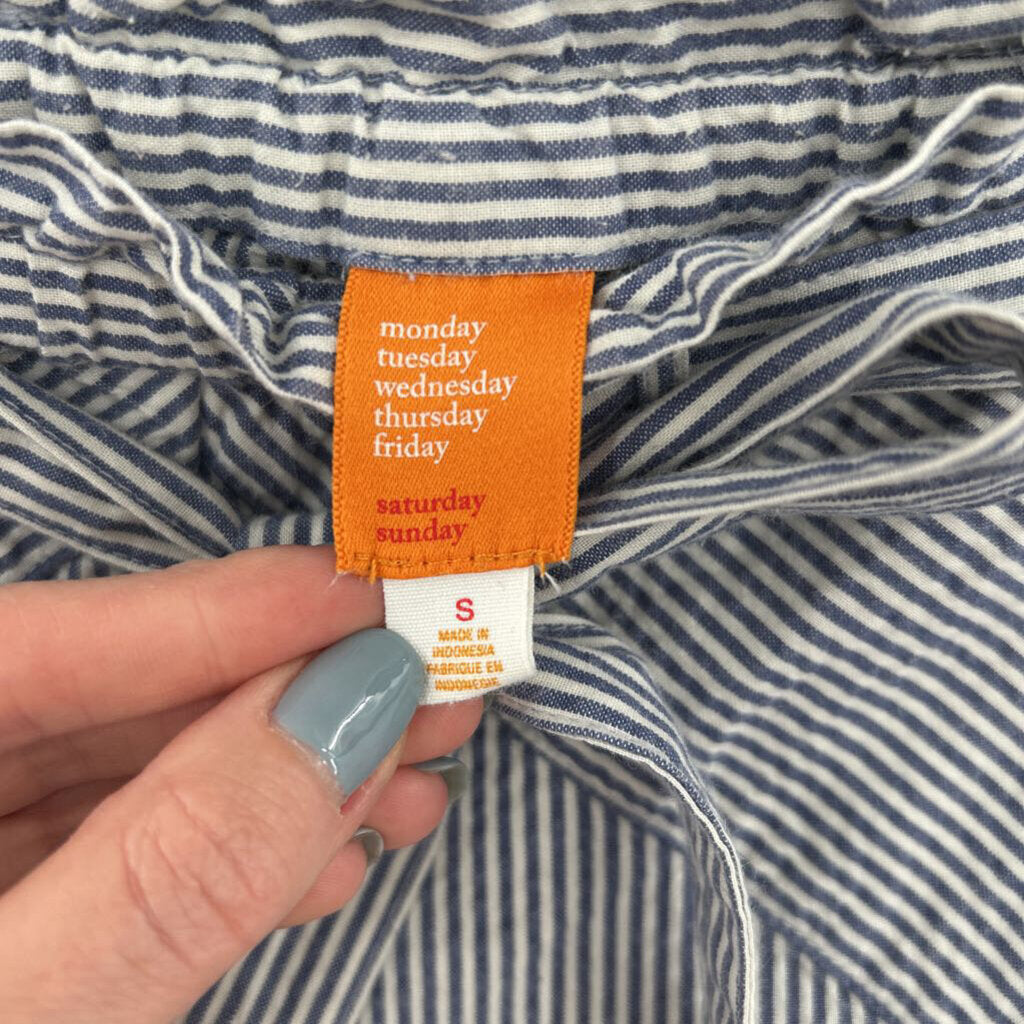 monday
tuesday
wednesday
thursday
friday
saturday
sunday
S
MADE IN
INDONESIA
FABRIQUE EN
INDONESIE